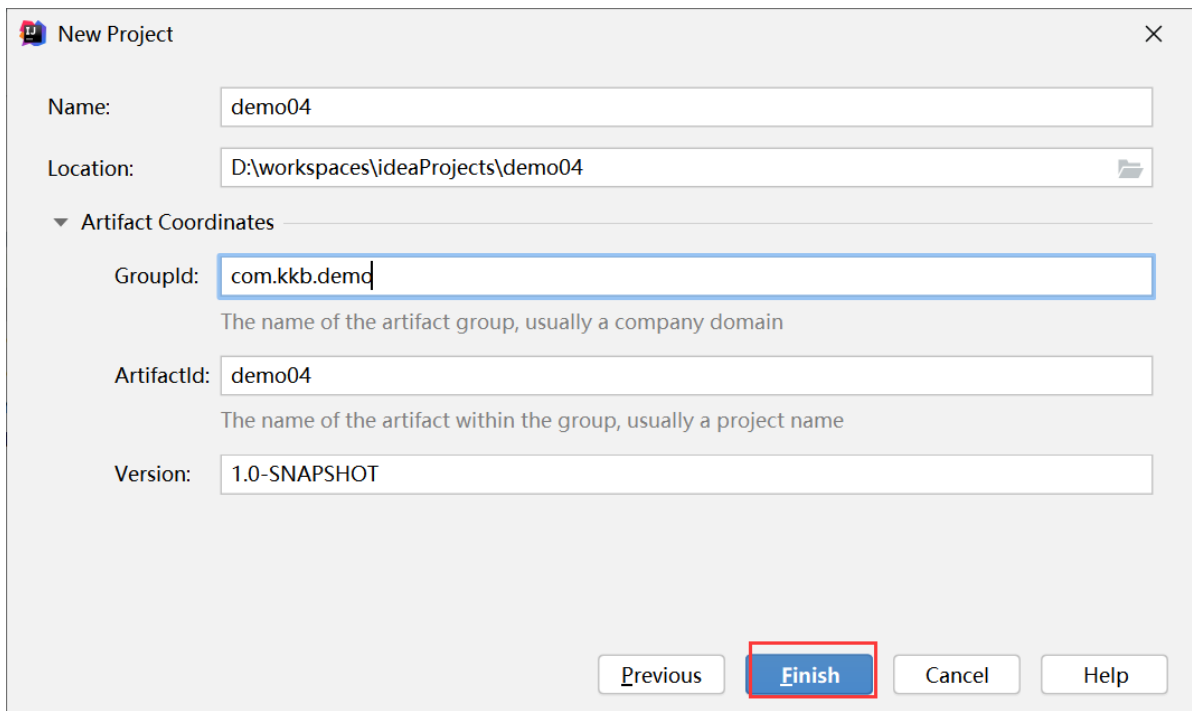 New Project
Name: demo04
Location: D:\workspaces\ideaProjects\demo04
Artifact Coordinates
GroupId: com.kkb.demo
The name of the artifact group, usually a company domain
ArtifactId: demo04
The name of the artifact within the group, usually a project name
Version: 1.0-SNAPSHOT
Previous Finish Cancel Help